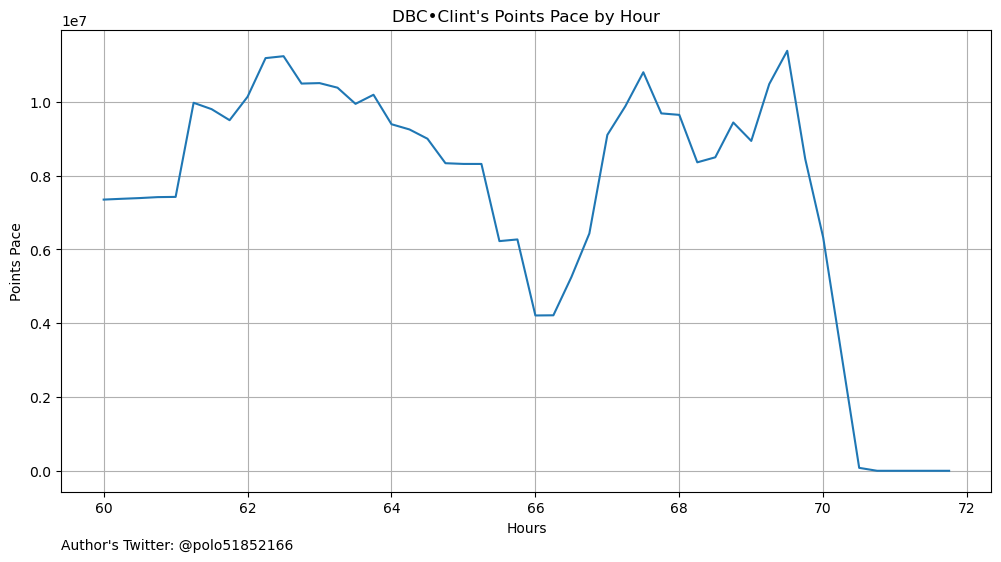 DBC•Clint's Points Pace by Hour
1e7
1.0
0.8
0.6
0.4
0.2
0.0
Points Pace
60 62 64 66 68 70 72
Hours
Author's Twitter: @polo51852166